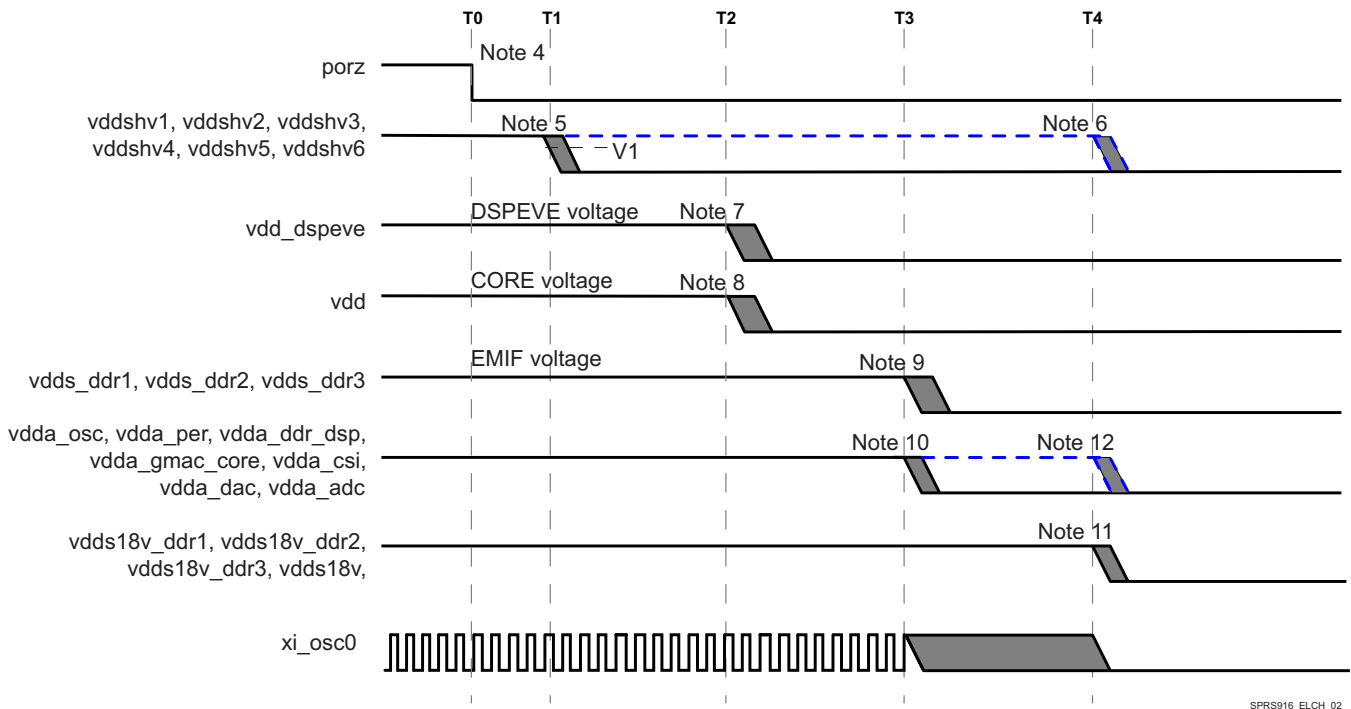 T0 T1 T2 T3 T4
Note 4
porz
vddshv1, vddshv2, vddshv3,
vddshv4, vddshv5, vddshv6
Note 5
Note 6
V1
DSPEVE voltage
Note 7
vdd_dspeve
CORE voltage
Note 8
vdd
EMIF voltage
Note 9
vdds_ddr1, vdds_ddr2, vdds_ddr3
vdda_osc, vdda_per, vdda_ddr_dsp,
vdda_gmac_core, vdda_csi,
vdda_dac, vdda_adc
Note 10
Note 12
Note 11
vdds18v_ddr1, vdds18v_ddr2,
vdds18v_ddr3, vdds18v,
xi_osc0
SPRS916_ELCH_02